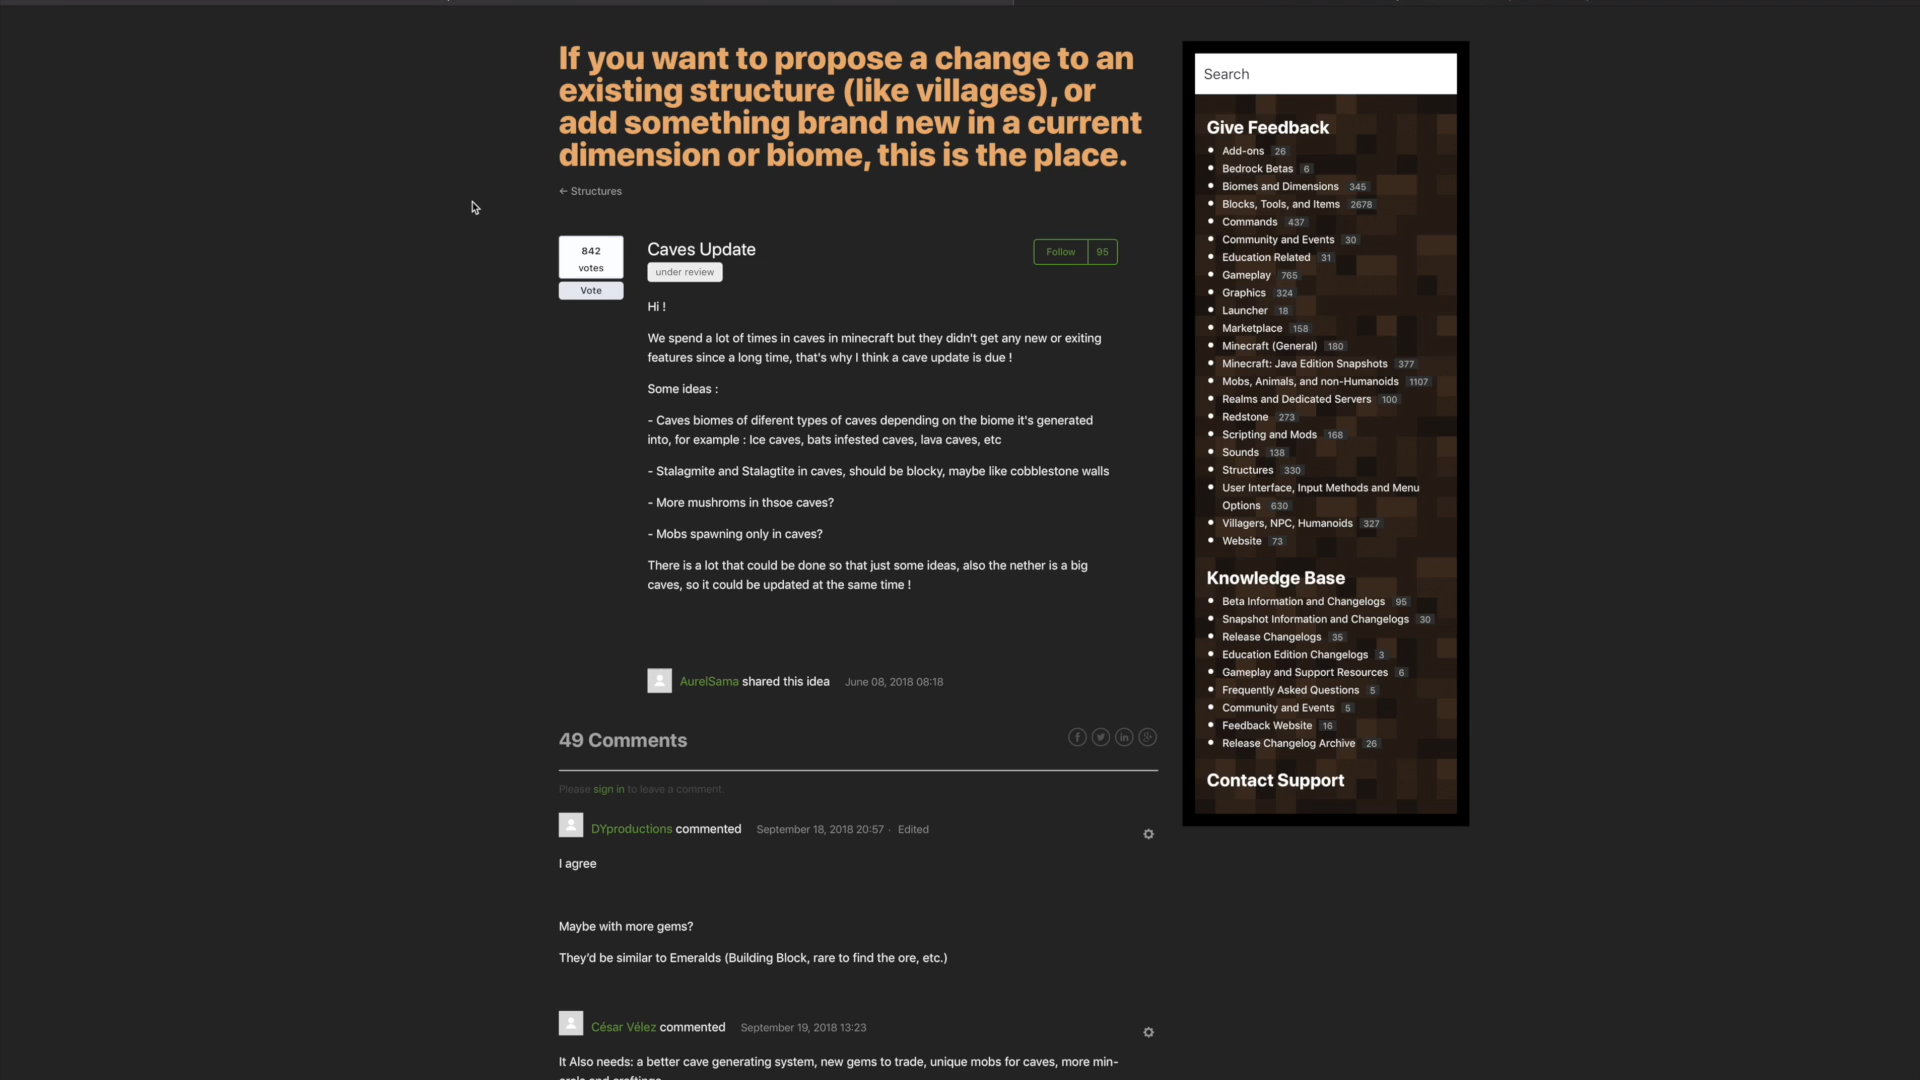 If you want to propose a change to an
existing structure (like villages), or
add something brand new in a current
dimension or biome, this is the place.
← Structures
842
votes
Vote
Caves Update
under review
Follow 95
Hi !
We spend a lot of times in caves in minecraft but they didn't get any new or exiting
features since a long time, that's why I think a cave update is due !
Some ideas :
- Caves biomes of diferent types of caves depending on the biome it's generated
into, for example : Ice caves, bats infested caves, lava caves, etc
- Stalagmite and Stalagtite in caves, should be blocky, maybe like cobblestone walls
- More mushroms in thsoe caves?
- Mobs spawning only in caves?
There is a lot that could be done so that just some ideas, also the nether is a big
caves, so it could be updated at the same time !
AurelSama shared this idea June 08, 2018 08:18
49 Comments
Please sign in to leave a comment.
DYproductions commented September 18, 2018 20:57 · Edited
I agree
Maybe with more gems?
They'd be similar to Emeralds (Building Block, rare to find the ore, etc.)
César Vélez commented September 19, 2018 13:23
It Also needs: a better cave generating system, new gems to trade, unique mobs for caves, more min-
Search
Give Feedback
Add-ons 26
Bedrock Betas 6
Biomes and Dimensions 345
Blocks, Tools, and Items 2678
Commands 437
Community and Events 30
Education Related 31
Gameplay 765
Graphics 324
Launcher 18
Marketplace 158
Minecraft (General) 180
Minecraft: Java Edition Snapshots 377
Mobs, Animals, and non-Humanoids 1107
Realms and Dedicated Servers 100
Redstone 273
Scripting and Mods 168
Sounds 138
Structures 330
User Interface, Input Methods and Menu
Options 630
Villagers, NPC, Humanoids 327
Website 73
Knowledge Base
Beta Information and Changelogs 95
Snapshot Information and Changelogs 30
Release Changelogs 35
Education Edition Changelogs 3
Gameplay and Support Resources 6
Frequently Asked Questions 5
Community and Events 5
Feedback Website 16
Release Changelog Archive 26
Contact Support